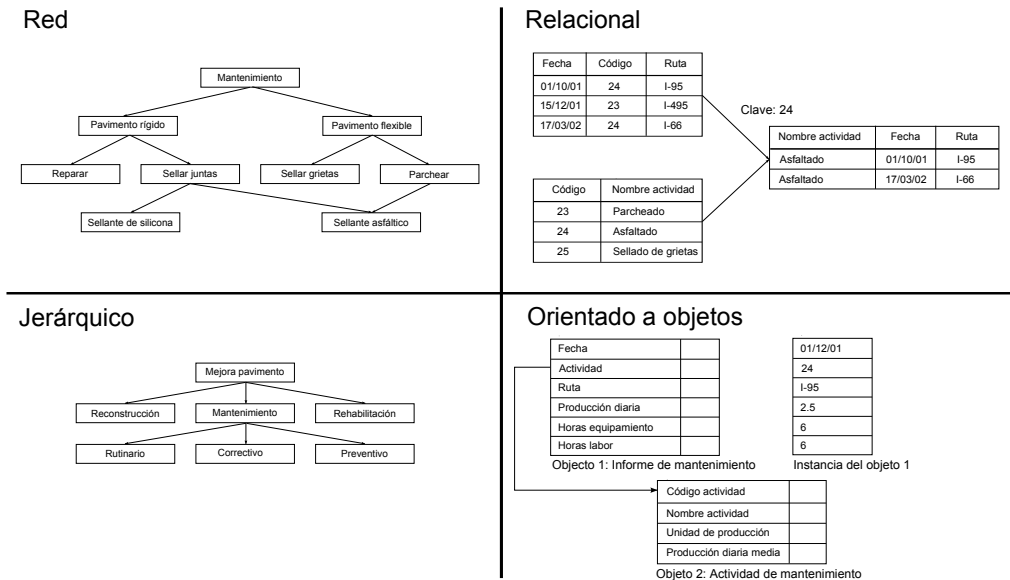 Red
Mantenimiento
Pavimento rígido Pavimento flexible
Reparar Sellar juntas Sellar grietas Parchear
Sellante de silicona Sellante asfáltico
Relacional
Fecha Código Ruta
01/10/01 24 I-95
15/12/01 23 I-495
17/03/02 24 I-66
Clave: 24
Nombre actividad Fecha Ruta
Asfaltado 01/10/01 I-95
Asfaltado 17/03/02 I-66
Código Nombre actividad
23 Parcheado
24 Asfaltado
25 Sellado de grietas
Jerárquico
Mejora pavimento
Reconstrucción Mantenimiento Rehabilitación
Rutinario Correctivo Preventivo
Orientado a objetos
Fecha
Actividad
Ruta
Producción diaria
Horas equipamiento
Horas labor
Objecto 1: Informe de mantenimiento
01/12/01
24
I-95
2.5
6
6
Instancia del objeto 1
Código actividad
Nombre actividad
Unidad de producción
Producción diaria media
Objeto 2: Actividad de mantenimiento